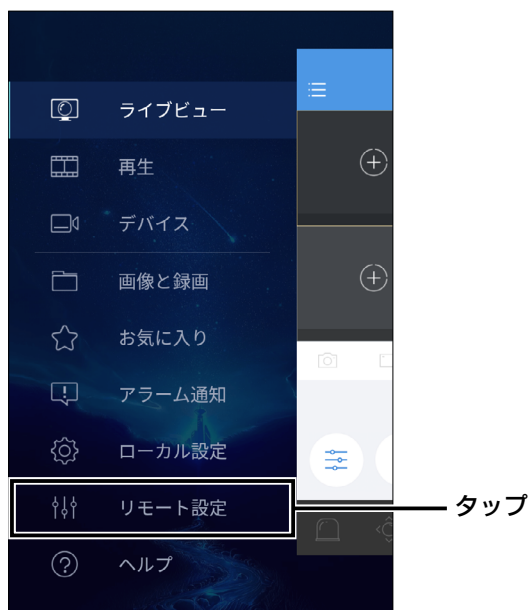 ライブビュー
再生
デバイス
画像と録画
お気に入り
アラーム通知
ローカル設定
リモート設定
タップ
ヘルプ